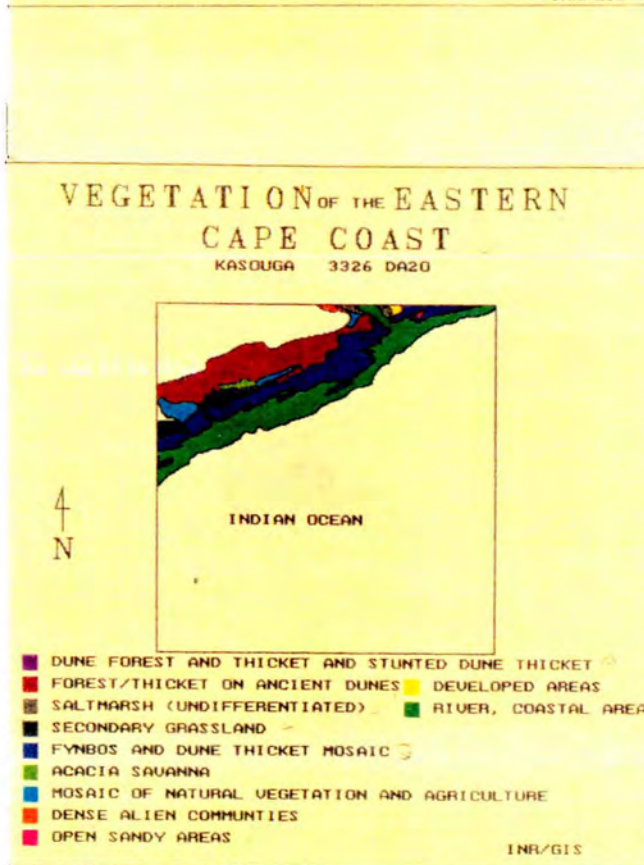 VEGETATION OF THE EASTERN
CAPE COAST
KASOUGA 3326 DA20
INDIAN OCEAN
N
DUNE FOREST AND THICKET AND STUNTED DUNE THICKET
FOREST/THICKET ON ANCIENT DUNES DEVELOPED AREAS
SALTMARSH (UNDIFFERENTIATED) RIVER, COASTAL AREA
SECONDARY GRASSLAND
FYNBOS AND DUNE THICKET MOSAIC
ACACIA SAVANNA
MOSAIC OF NATURAL VEGETATION AND AGRICULTURE
DENSE ALIEN COMMUNTIES
OPEN SANDY AREAS
INR/GIS